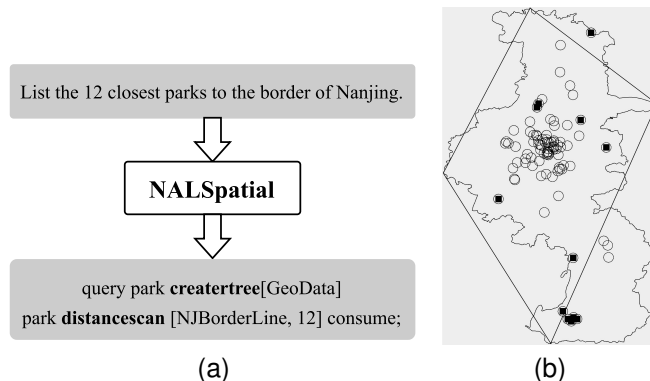 List the 12 closest parks to the border of Nanjing.
NALSpatial
query park creatertree[GeoData]
park distancescan [NJBorderLine, 12] consume;
(a)
(b)